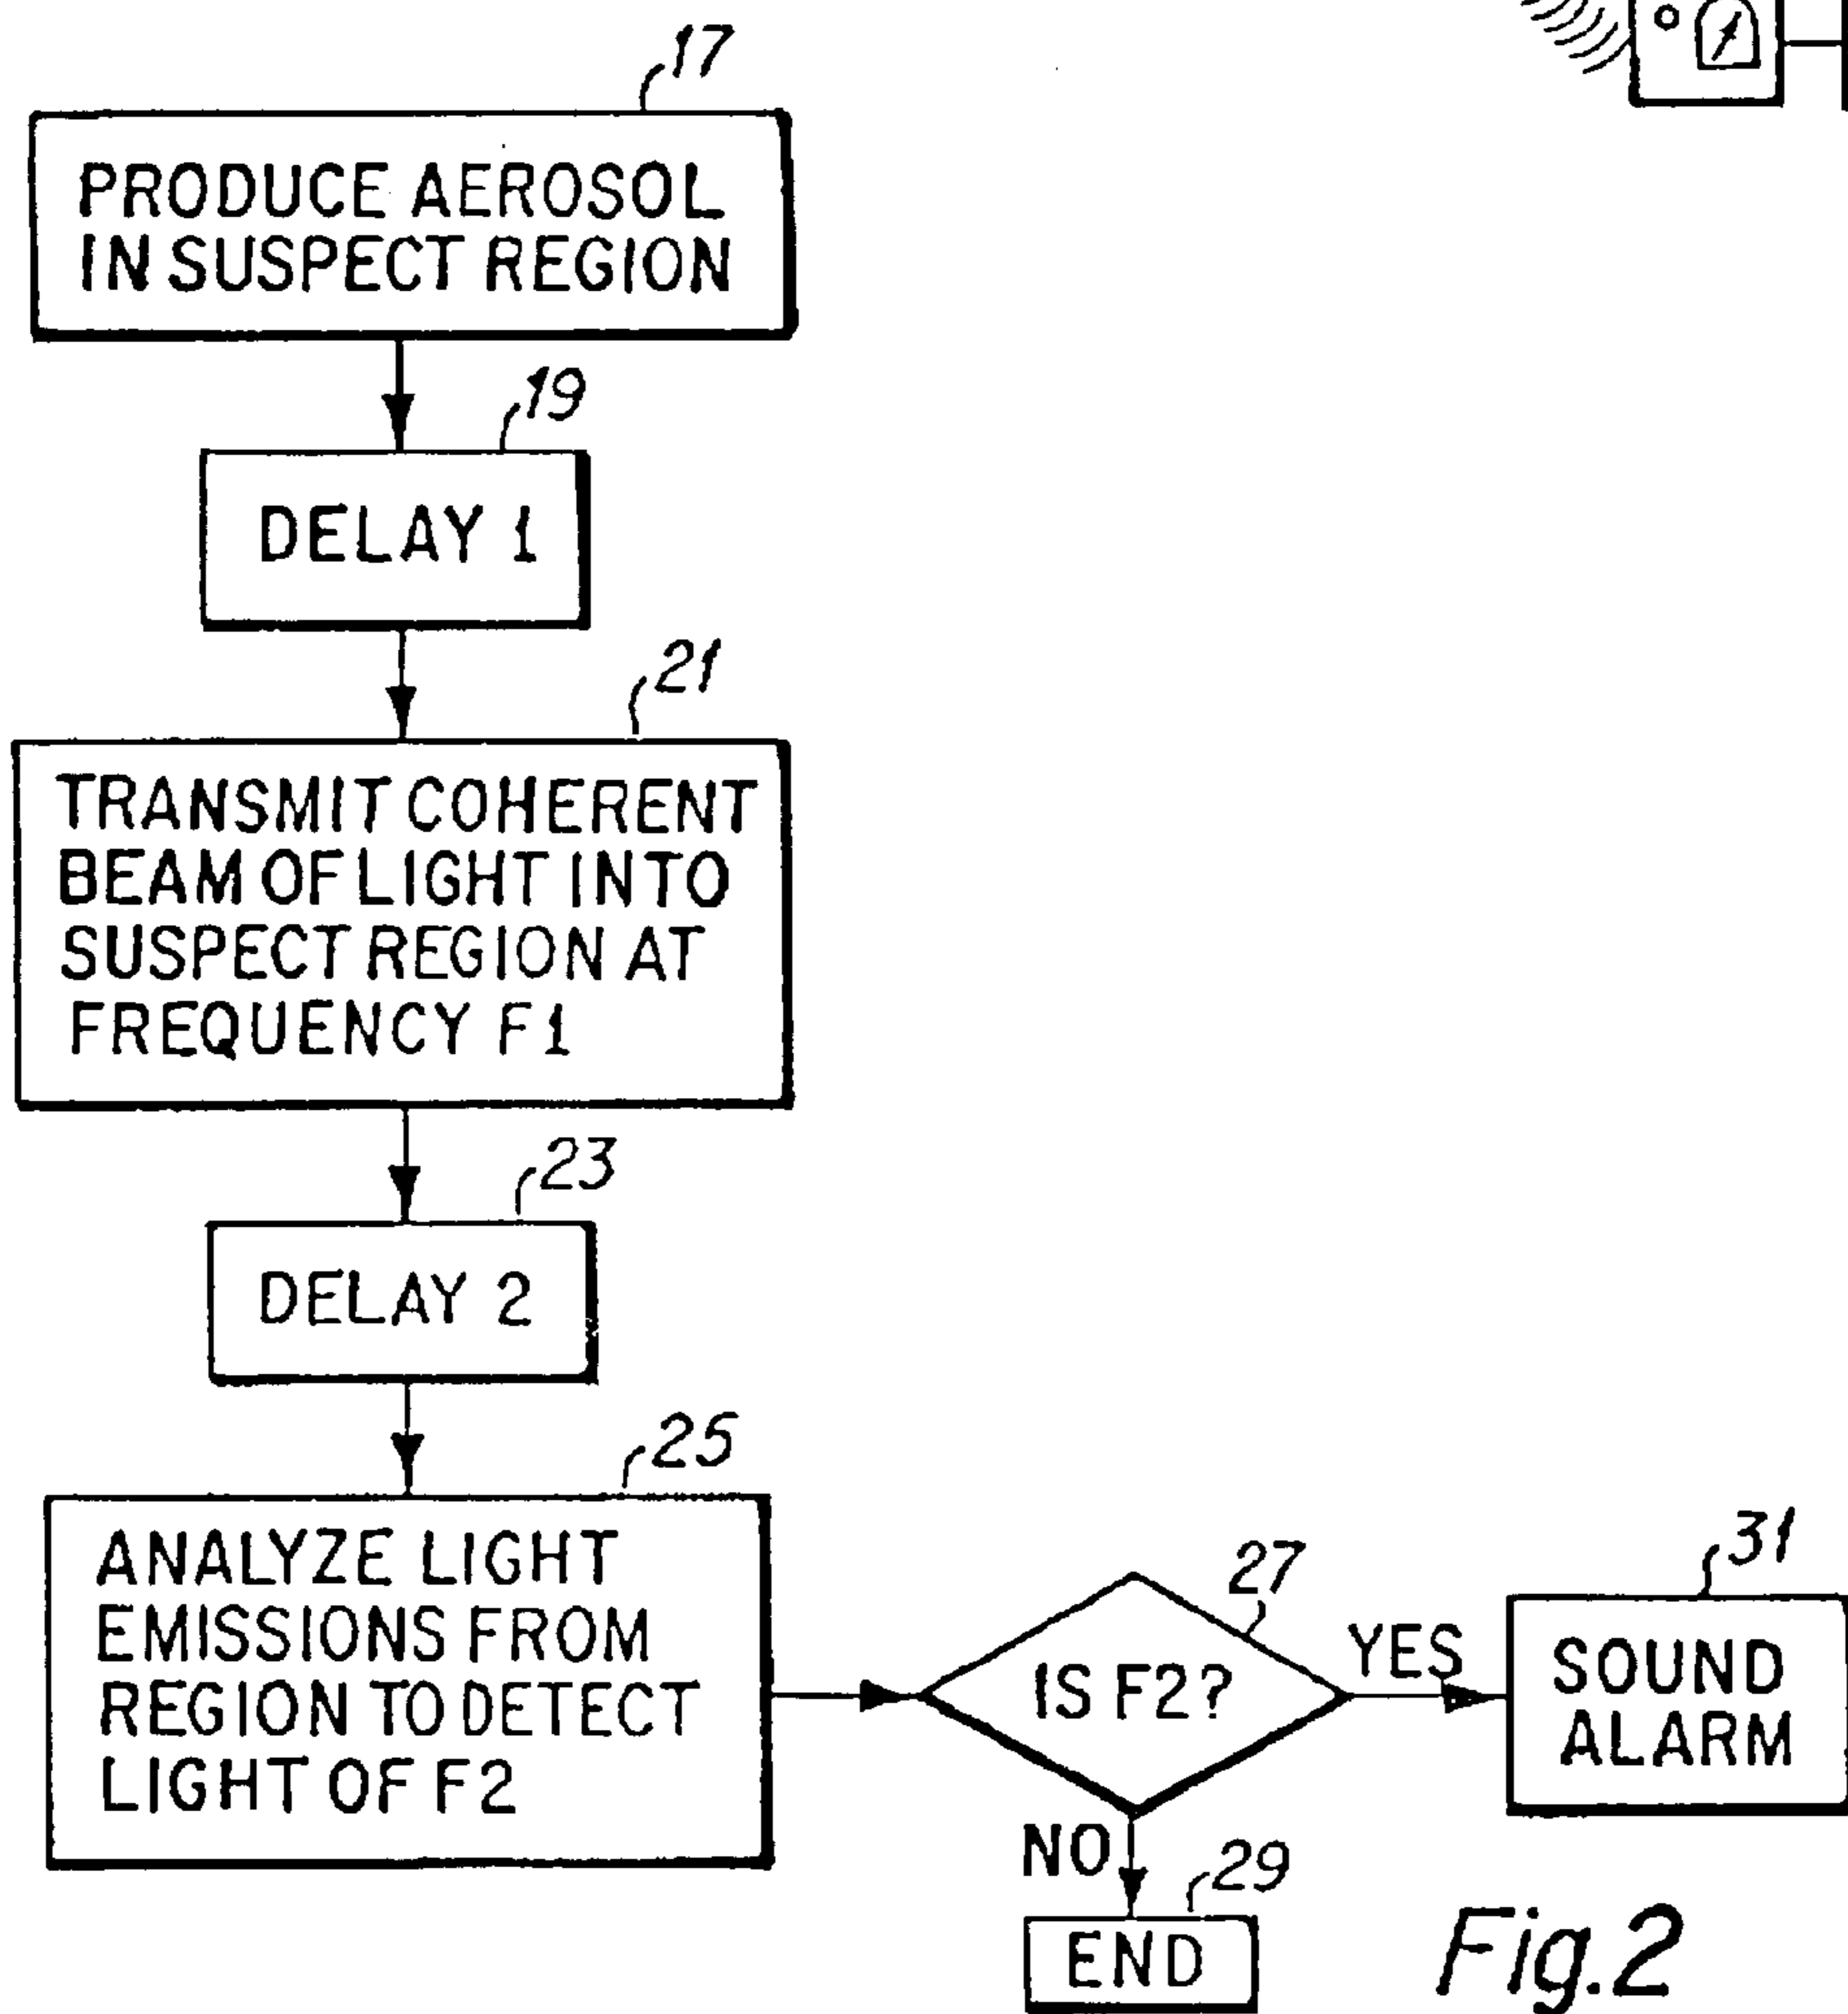 17
PRODUCE AEROSOL
IN SUSPECT REGION
19
DELAY 1
21
TRANSMIT COHERENT
BEAM OF LIGHT INTO
SUSPECT REGION AT
FREQUENCY F1
23
DELAY 2
25
ANALYZE LIGHT
EMISSIONS FROM
REGION TO DETECT
LIGHT OF F2
27
IS F2?
YES
31
SOUND
ALARM
NO
29
END
Fig.2